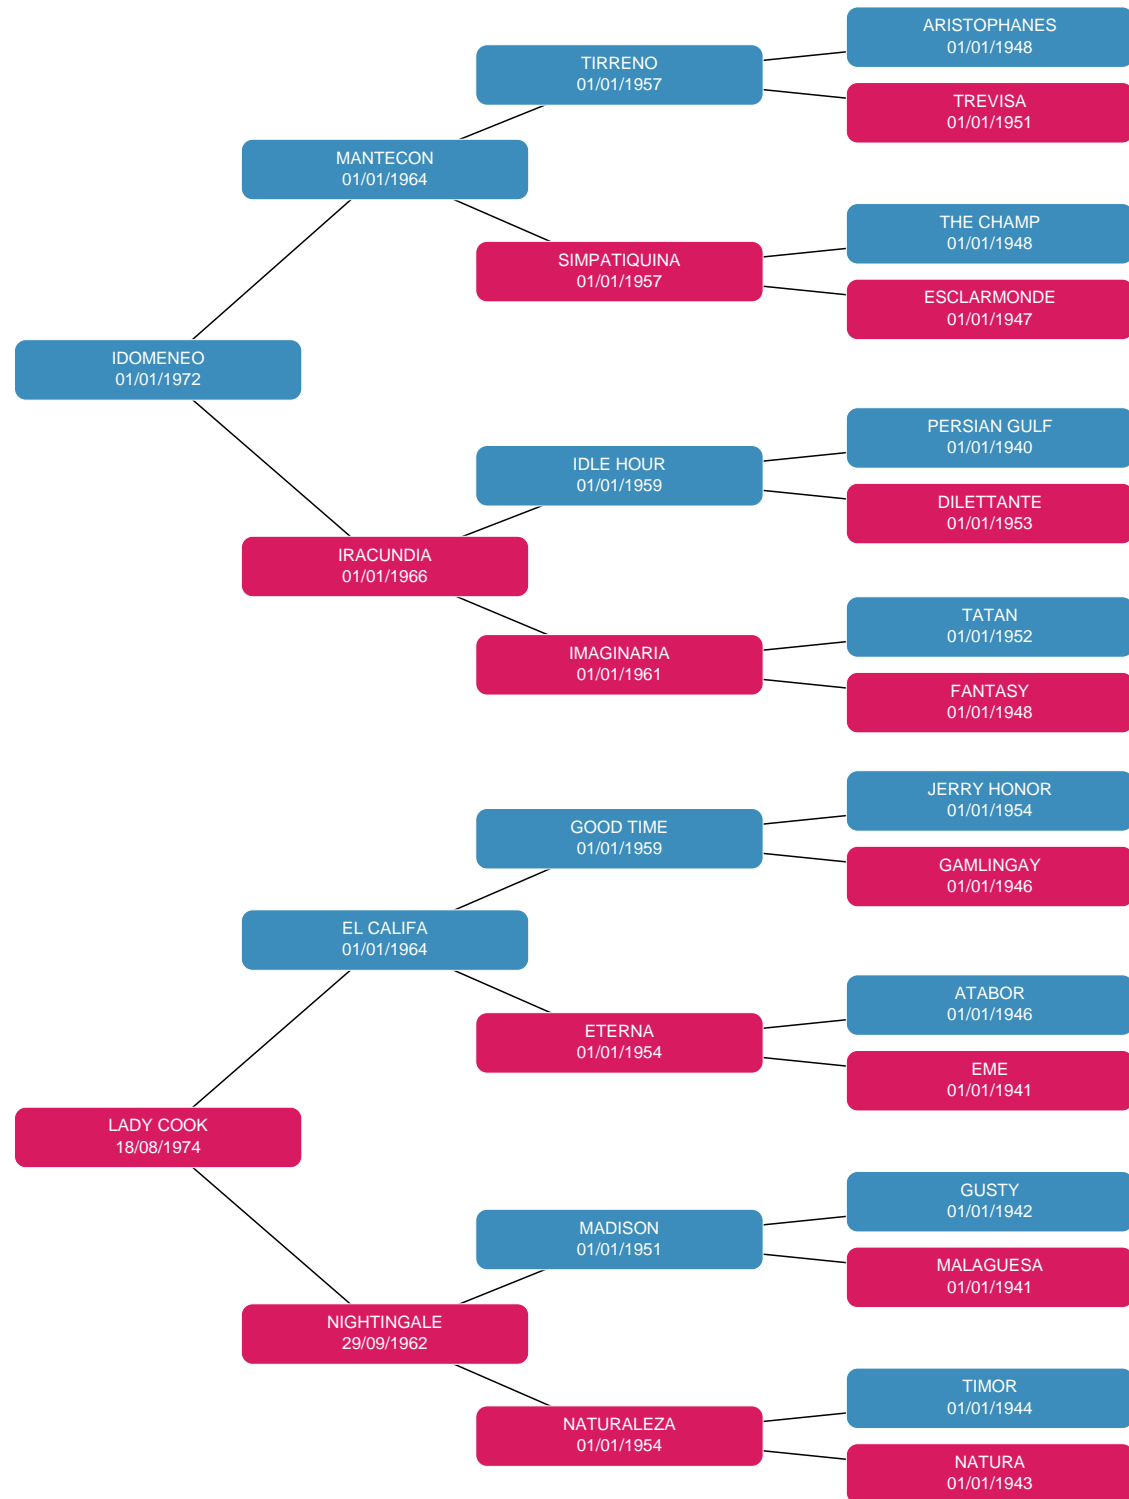 ARISTOPHANES
01/01/1948
TIRRENO
01/01/1957
TREVISA
01/01/1951
MANTECON
01/01/1964
THE CHAMP
01/01/1948
SIMPATIQUINA
01/01/1957
ESCLARMONDE
01/01/1947
IDOMENEO
01/01/1972
PERSIAN GULF
01/01/1940
IDLE HOUR
01/01/1959
DILETTANTE
01/01/1953
IRACUNDIA
01/01/1966
TATAN
01/01/1952
IMAGINARIA
01/01/1961
FANTASY
01/01/1948
JERRY HONOR
01/01/1954
GOOD TIME
01/01/1959
GAMLINGAY
01/01/1946
EL CALIFA
01/01/1964
ATABOR
01/01/1946
ETERNA
01/01/1954
EME
01/01/1941
LADY COOK
18/08/1974
GUSTY
01/01/1942
MADISON
01/01/1951
MALAGUESA
01/01/1941
NIGHTINGALE
29/09/1962
TIMOR
01/01/1944
NATURALEZA
01/01/1954
NATURA
01/01/1943